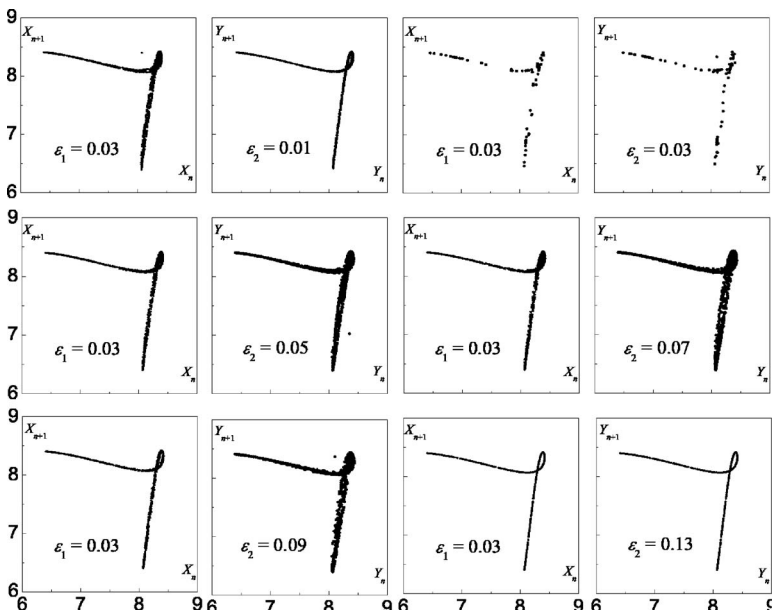 9
8
7
6
X_{n+1}
ε_1 = 0.03
X_n
Y_{n+1}
ε_2 = 0.01
Y_n
X_{n+1}
ε_1 = 0.03
X_n
Y_{n+1}
ε_2 = 0.03
Y_n
9
8
7
6
X_{n+1}
ε_1 = 0.03
X_n
Y_{n+1}
ε_2 = 0.05
Y_n
X_{n+1}
ε_1 = 0.03
X_n
Y_{n+1}
ε_2 = 0.07
Y_n
9
8
7
6
X_{n+1}
ε_1 = 0.03
X_n
Y_{n+1}
ε_2 = 0.09
Y_n
X_{n+1}
ε_1 = 0.03
X_n
Y_{n+1}
ε_2 = 0.13
Y_n
6 7 8 9 7 8 9 6 7 8 9 7 8 9